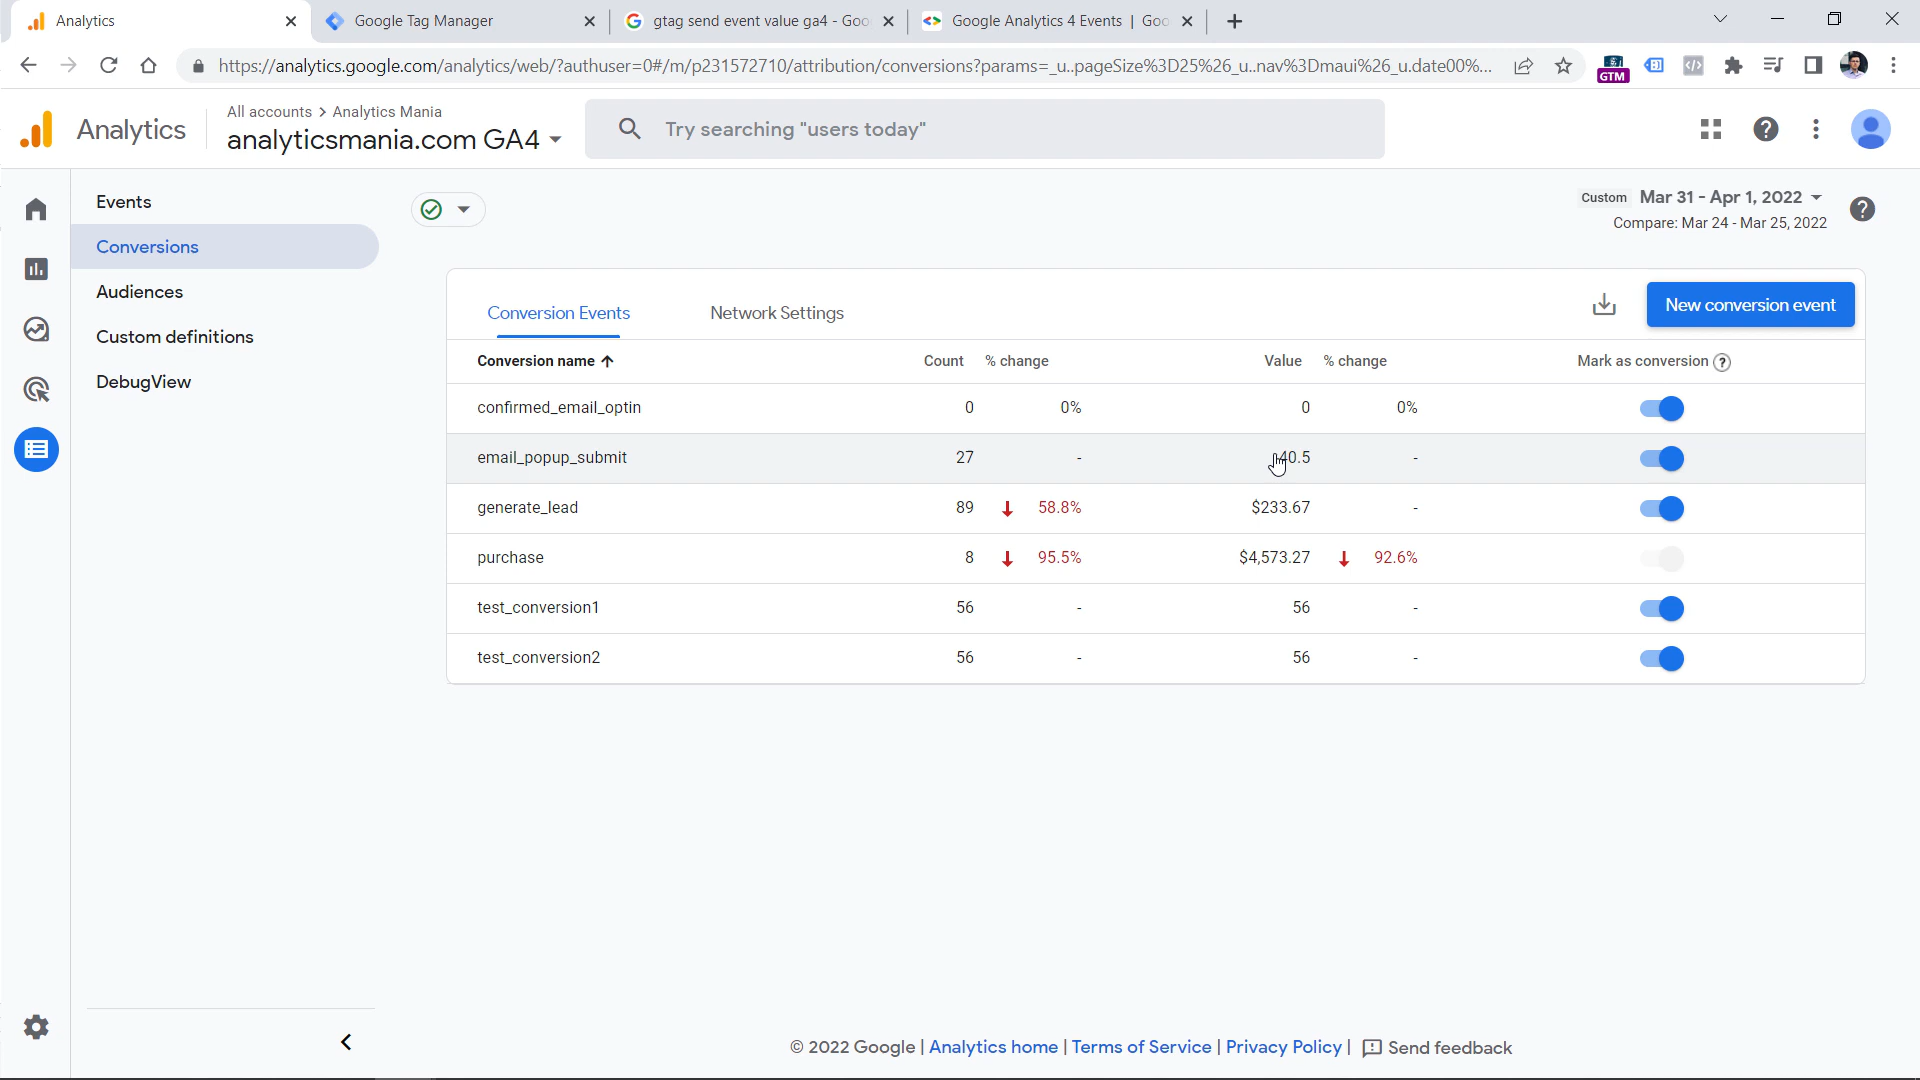 Analytics
Google Tag Manager
gtag send event value ga4 - Goo
Google Analytics 4 Events | Goo
https://analytics.google.com/analytics/web/?authuser=0#/m/p231572710/attribution/conversions?params=_u..pageSize%3D25%26_u..nav%3Dmaui%26_u.date00%...
GTM
Analytics
All accounts > Analytics Mania
analyticsmania.com GA4
Try searching "users today"
Events
Conversions
Audiences
Custom definitions
DebugView
Custom Mar 31 - Apr 1, 2022
Compare: Mar 24 - Mar 25, 2022
Conversion Events Network Settings
New conversion event
Conversion name Count % change Value % change Mark as conversion
confirmed_email_optin 0 0% 0 0%
email_popup_submit 27 - 40.5 -
generate_lead 89 58.8% $233.67 -
purchase 8 95.5% $4,573.27 92.6%
test_conversion1 56 - 56 -
test_conversion2 56 - 56 -
© 2022 Google | Analytics home | Terms of Service | Privacy Policy | Send feedback